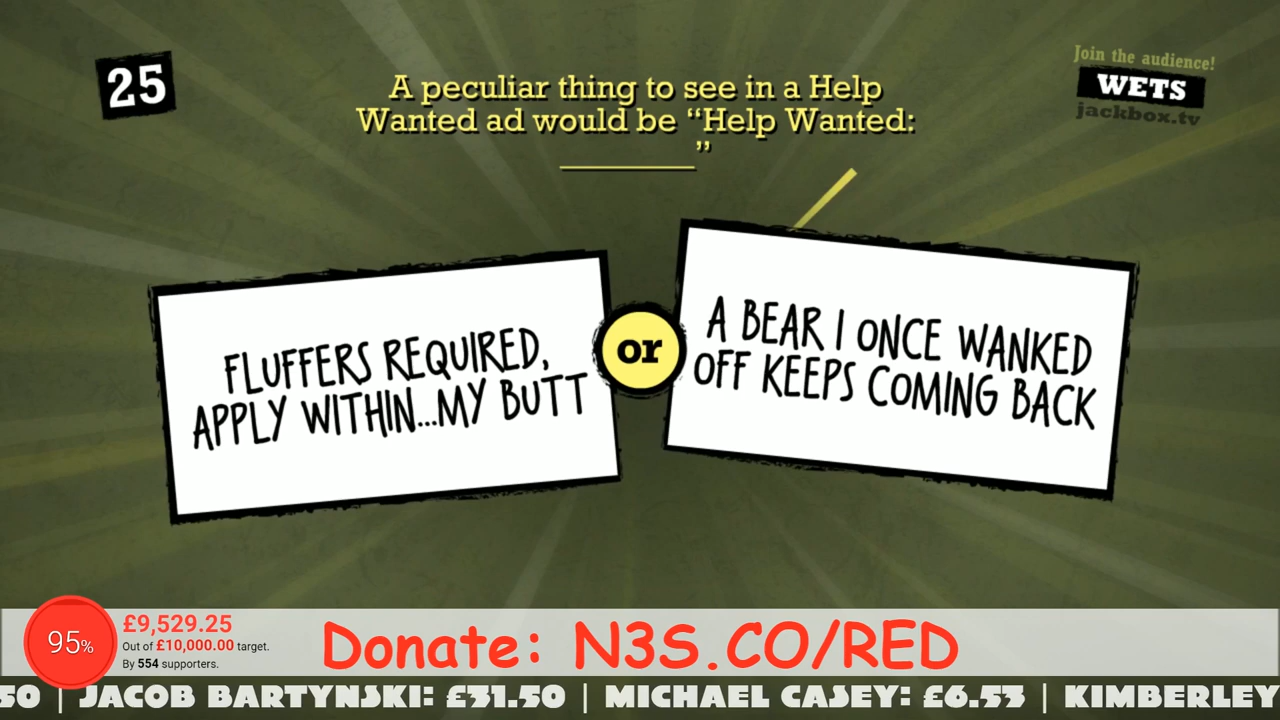 25
Join the audience!
WETS
jackbox.tv
A peculiar thing to see in a Help
Wanted ad would be “Help Wanted:
________”
FLUFFERS REQUIRED,
APPLY WITHIN...MY BUTT
or
A BEAR I ONCE WANKED
OFF KEEPS COMING BACK
95%
£9,529.25
Out of £10,000.00 target.
By 554 supporters.
Donate: N3S.CO/RED
50 | JACOB BARTYNSKI: £31.50 | MICHAEL CASEY: £6.53 | KIMBERLEY